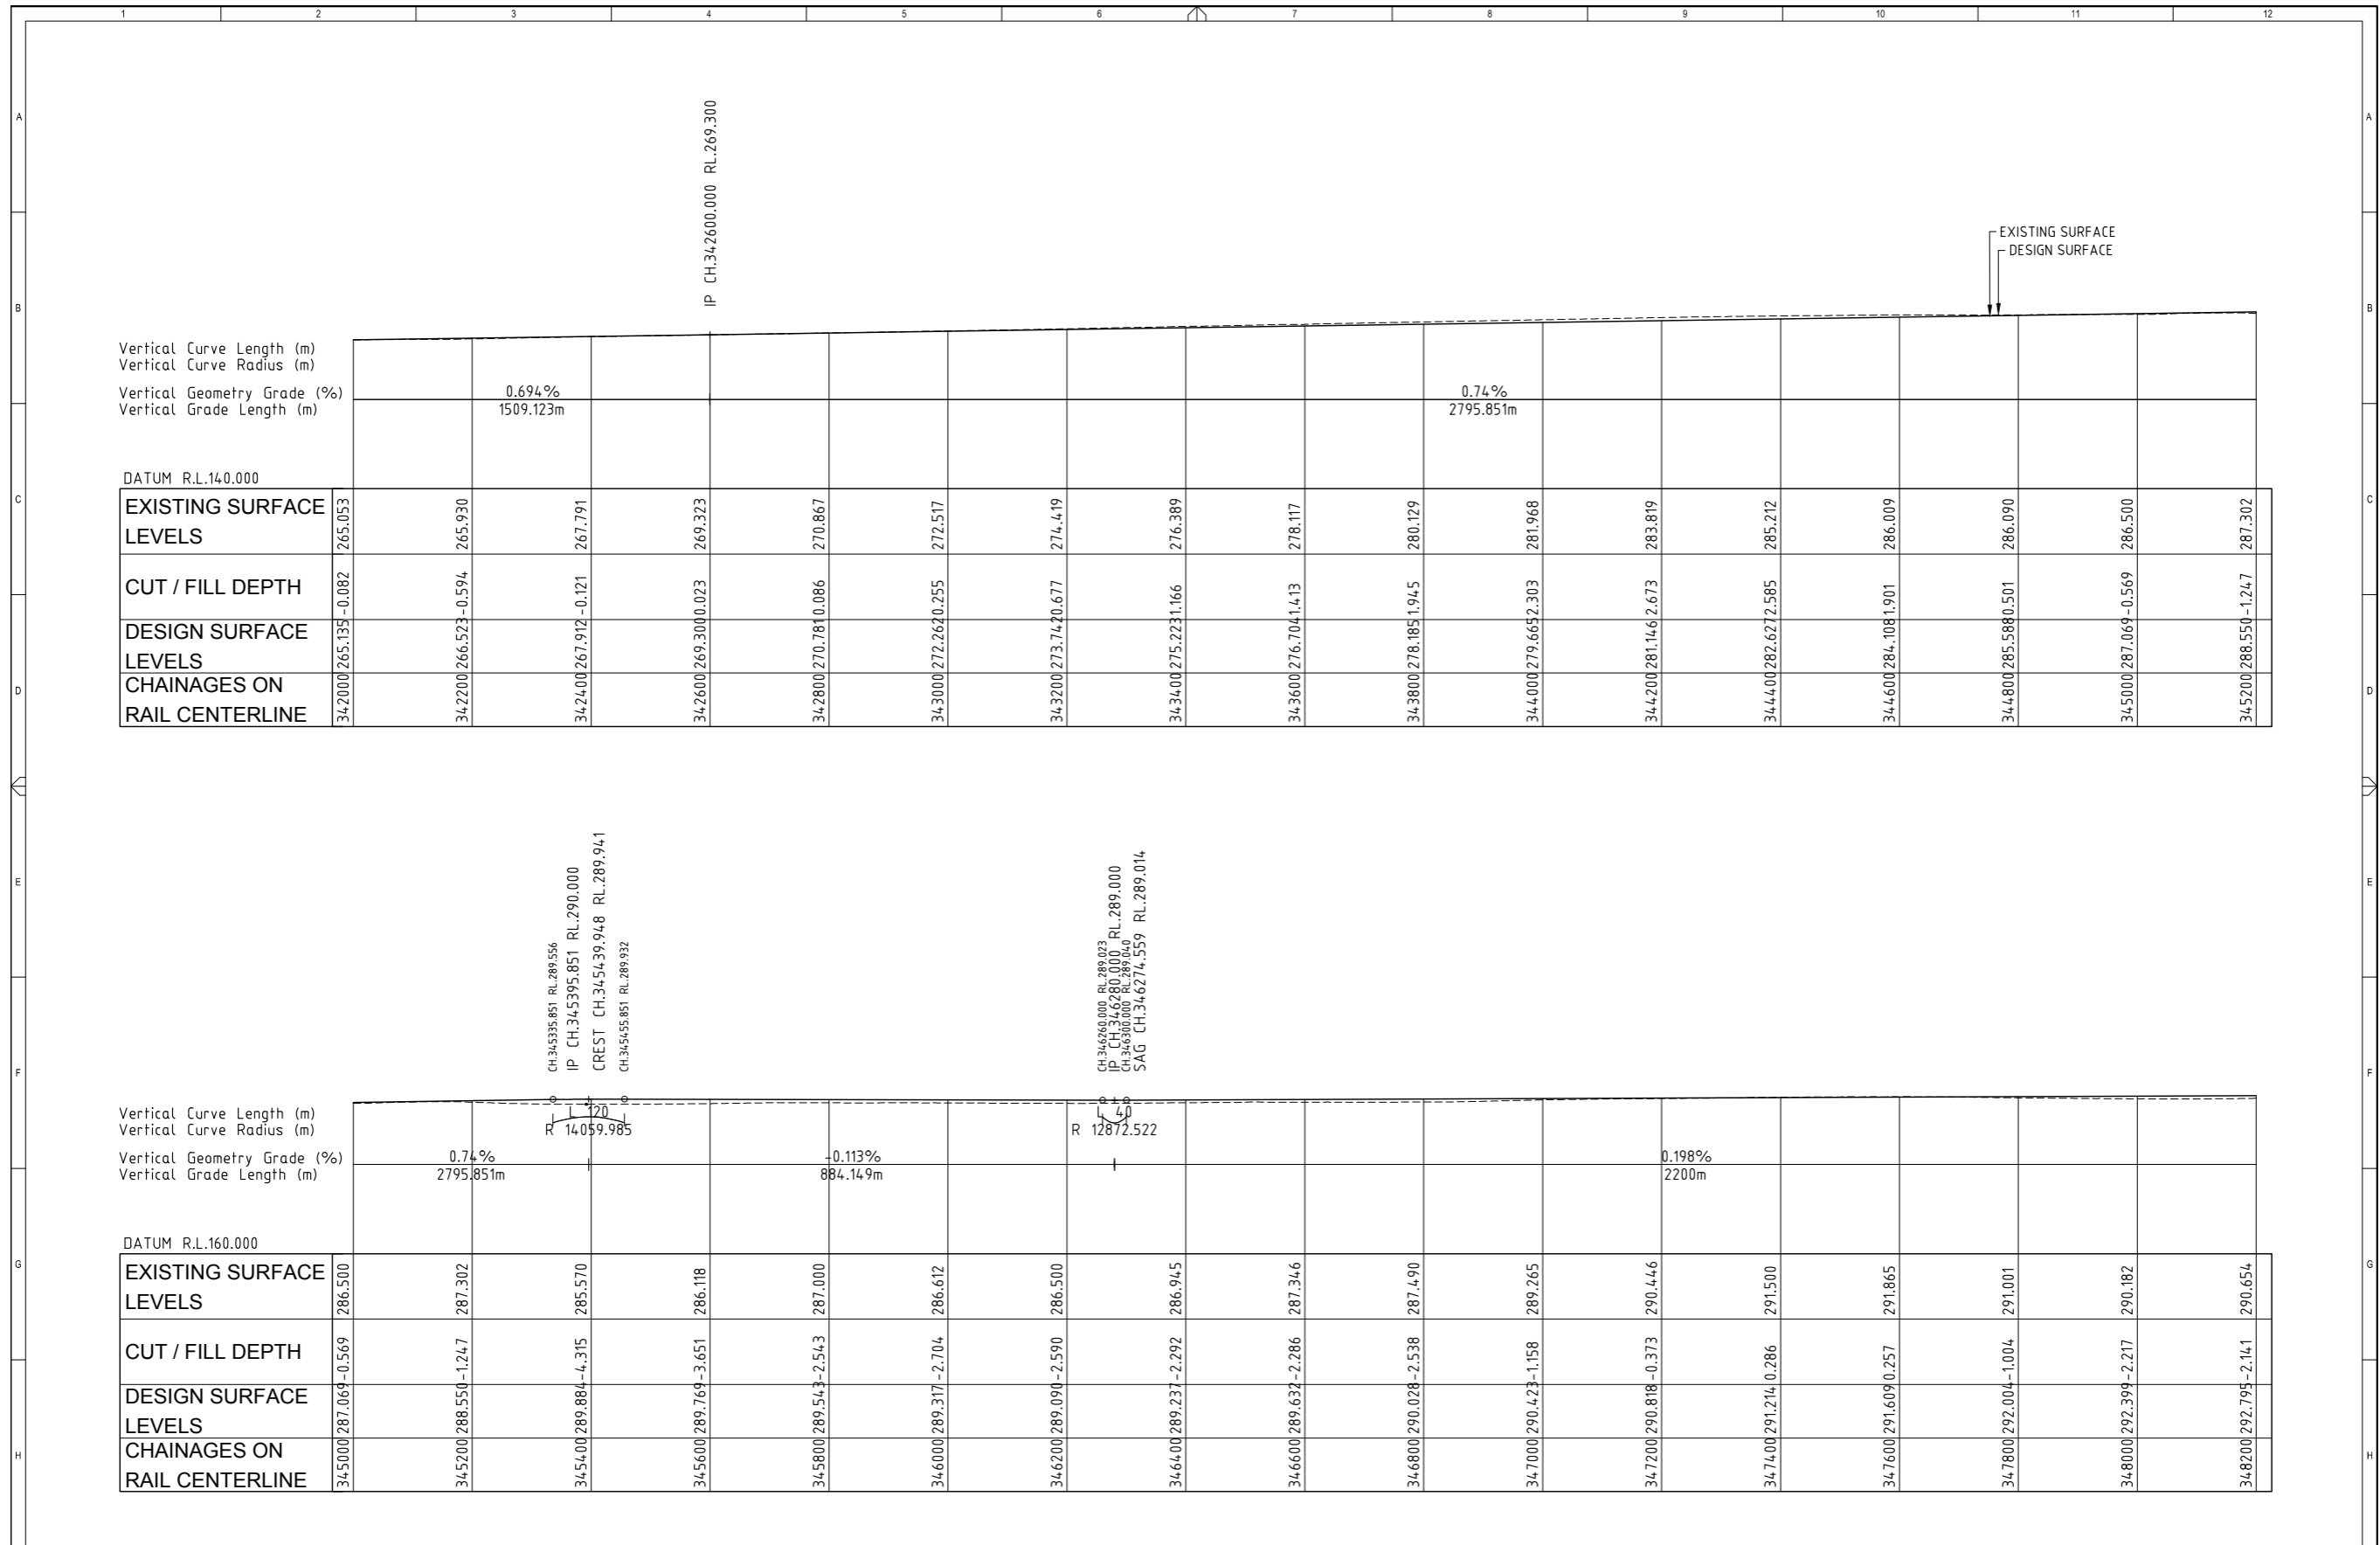 1 2 3 4 5 6 7 8 9 10 11 12
A A
IP CH.342600.000 RL.269.300
EXISTING SURFACE
DESIGN SURFACE
B B
Vertical Curve Length (m)
Vertical Curve Radius (m)
Vertical Geometry Grade (%) 0.694% 0.74%
Vertical Grade Length (m) 1509.123m 2795.851m
DATUM R.L.140.000
C C
EXISTING SURFACE LEVELS 265.053 265.930 267.791 269.323 270.867 272.517 274.419 276.389 278.117 280.129 281.968 283.819 285.212 286.009 286.090 286.500 287.302
CUT / FILL DEPTH -0.082 -0.594 -0.121 0.023 0.086 0.255 0.677 1.166 1.413 1.945 2.303 2.673 2.585 1.901 0.501 -0.569 -1.247
DESIGN SURFACE LEVELS 265.135 266.523 267.912 269.300 270.781 272.262 273.742 275.223 276.704 278.185 279.665 281.146 282.627 284.108 285.588 287.069 288.550
D D
CHAINAGES ON RAIL CENTERLINE 342000 342200 342400 342600 342800 343000 343200 343400 343600 343800 344000 344200 344400 344600 344800 345000 345200
E E
CH.345335.851 RL.289.556
IP CH.345395.851 RL.290.000
CREST CH.345439.948 RL.289.941
CH.345455.851 RL.289.932
CH.346260.000 RL.289.023
IP CH.346280.000 RL.289.000
CH.346300.000 RL.289.040
SAG CH.346274.559 RL.289.014
F F
Vertical Curve Length (m) L 120 L 40
Vertical Curve Radius (m) R 14059.985 R 12872.522
Vertical Geometry Grade (%) 0.74% -0.113% 0.198%
Vertical Grade Length (m) 2795.851m 884.149m 2200m
DATUM R.L.160.000
G G
EXISTING SURFACE LEVELS 286.500 287.302 285.570 286.118 287.000 286.612 286.500 286.945 287.346 287.490 289.265 290.446 291.500 291.865 291.001 290.182 290.654
CUT / FILL DEPTH -0.569 -1.247 -4.315 -3.651 -2.543 -2.704 -2.590 -2.292 -2.286 -2.538 -1.158 -0.373 0.286 0.257 -1.004 -2.217 -2.141
DESIGN SURFACE LEVELS 287.069 288.550 289.884 289.769 289.543 289.317 289.090 289.237 289.632 290.028 290.423 290.818 291.214 291.609 292.004 292.399 292.795
H H
CHAINAGES ON RAIL CENTERLINE 345000 345200 345400 345600 345800 346000 346200 346400 346600 346800 347000 347200 347400 347600 347800 348000 348200